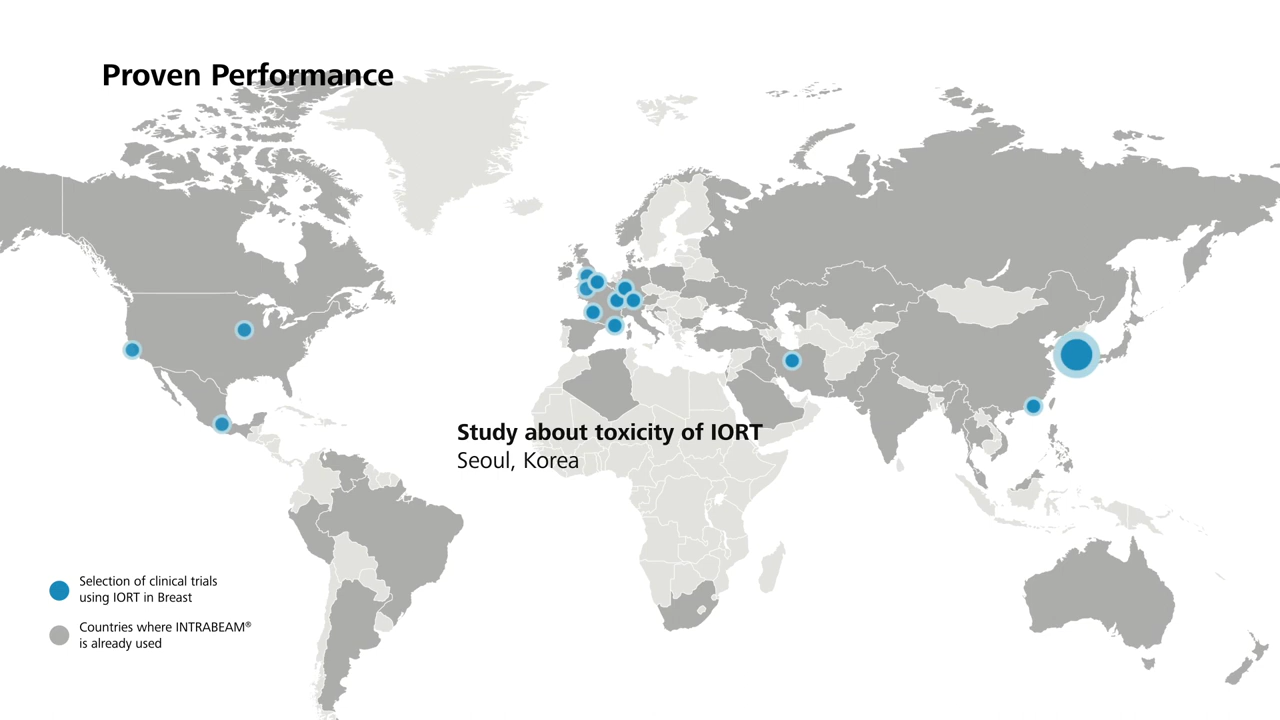 Proven Performance
Study about toxicity of IORT
Seoul, Korea
Selection of clinical trials
using IORT in Breast
Countries where INTRABEAM®
is already used